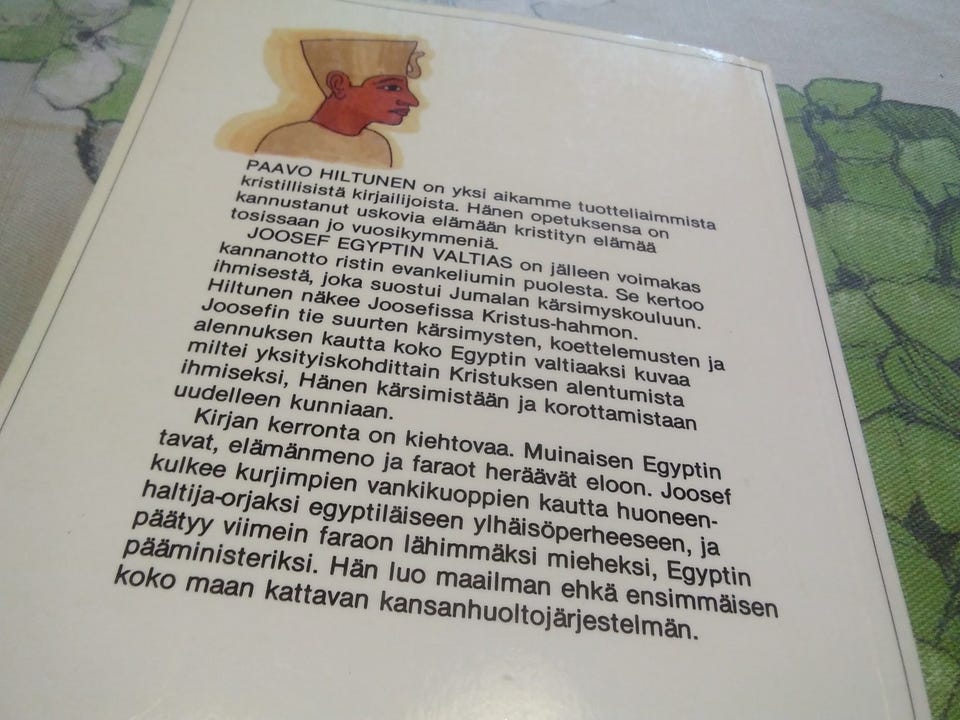 PAAVO HILTUNEN on yksi aikamme tuotteliaimmista
kristillisistä kirjailijoista. Hänen opetuksensa on
kannustanut uskovia elämään kristityn elämää
tosissaan jo vuosikymmeniä.
JOOSEF EGYPTIN VALTIAS on jälleen voimakas
kannanotto ristin evankeliumin puolesta. Se kertoo
ihmisestä, joka suostui Jumalan kärsimyskouluun.
Hiltunen näkee Joosefissa Kristus-hahmon.
Joosefin tie suurten kärsimysten, koettelemusten ja
alennuksen kautta koko Egyptin valtiaaksi kuvaa
miltei yksityiskohdittain Kristuksen alentumista
ihmiseksi, Hänen kärsimistään ja korottamistaan
uudelleen kunniaan.
Kirjan kerronta on kiehtovaa. Muinaisen Egyptin
tavat, elämänmeno ja faraot heräävät eloon. Joosef
kulkee kurjimpien vankikuoppien kautta huoneen-
haltija-orjaksi egyptiläiseen ylhäisöperheeseen, ja
päätyy viimein faraon lähimmäksi mieheksi, Egyptin
pääministeriksi. Hän luo maailman ehkä ensimmäisen
koko maan kattavan kansanhuoltojärjestelmän.